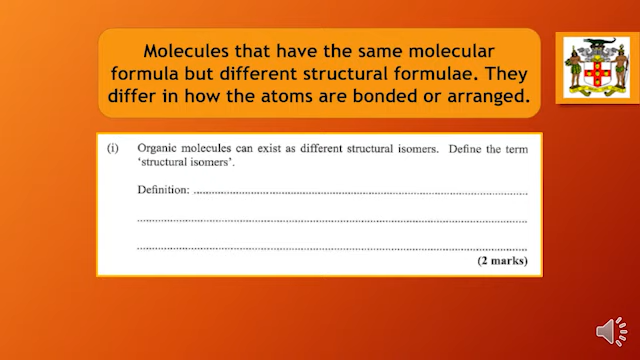 Molecules that have the same molecular
formula but different structural formulae. They
differ in how the atoms are bonded or arranged.
(i) Organic molecules can exist as different structural isomers. Define the term
'structural isomers'.
Definition: ................................................................
................................................................
................................................................
(2 marks)